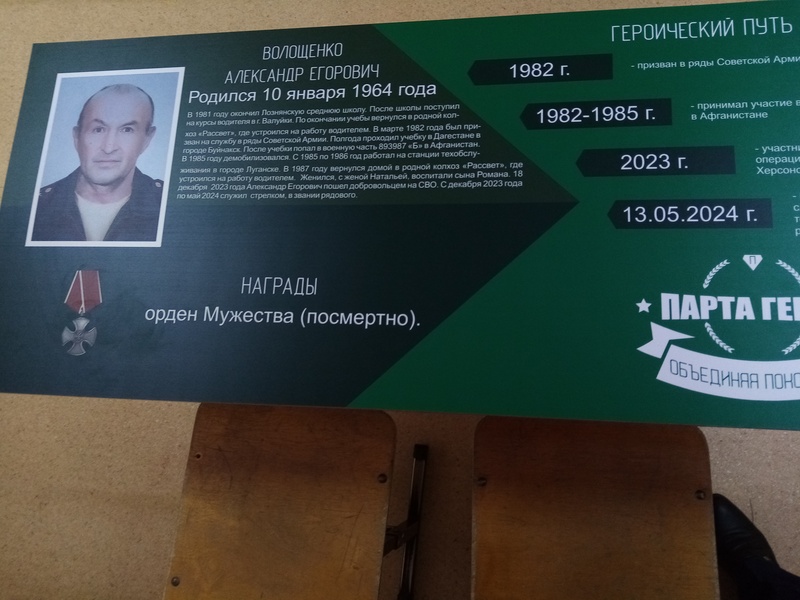 ВОЛОЩЕНКО
АЛЕКСАНДР ЕГОРОВИЧ
Родился 10 января 1964 года
В 1981 году окончил Лознянскую среднюю школу. После школы поступил
на курсы водителя в г. Валуйки. По окончании учебы вернулся в родной кол-
хоз «Рассвет», где устроился на работу водителем. В марте 1982 года был при-
зван на службу в ряды Советской Армии. Полгода проходил учебку в Дагестане в
городе Буйнакск. После учебки попал в военную часть 893987 «Б» в Афганистан.
В 1985 году демобилизовался. С 1985 по 1986 год работал на станции техобслу-
живания в городе Луганске. В 1987 году вернулся домой в родной колхоз «Рассвет», где
устроился на работу водителем. Женился, с женой Натальей, воспитали сына Романа. 18
декабря 2023 года Александр Егорович пошел добровольцем на СВО. С декабря 2023 года
по май 2024 служил стрелком, в звании рядового.
НАГРАДЫ
орден Мужества (посмертно).
ГЕРОИЧЕСКИЙ ПУТЬ
1982 г.
- призван в ряды Советской Арми
1982-1985 г.
- принимал участие в
в Афганистане
2023 г.
- участн
операци
Херсоно
13.05.2024 г.
П
ПАРТА ГЕР
ОБЪЕДИНЯЯ ПОКО